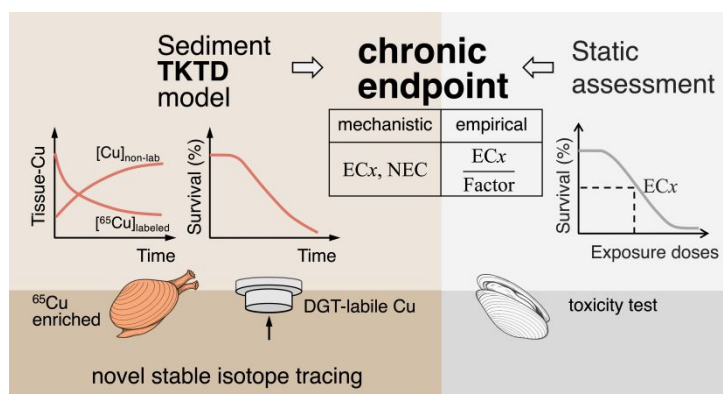 Sediment
TKTD
model
chronic
endpoint
Static
assessment
mechanistic
empirical
ECx, NEC
ECx
Factor
Tissue-Cu
[Cu]non-lab
[⁶⁵Cu]labeled
Time
Survival (%)
Time
Survival (%)
ECx
Exposure doses
⁶⁵Cu
enriched
DGT-labile Cu
toxicity test
novel stable isotope tracing